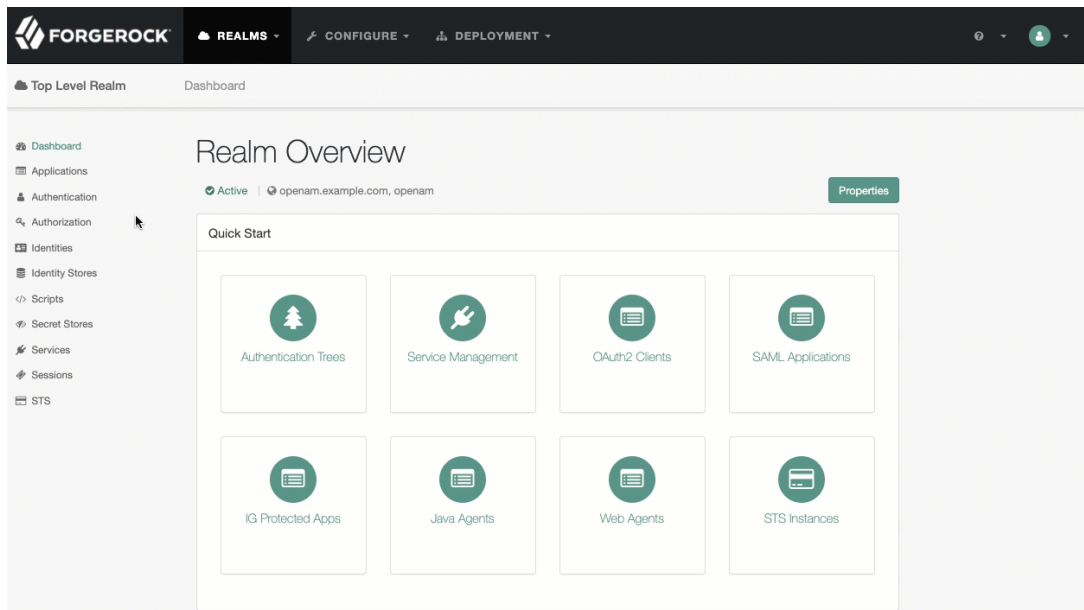 FORGEROCK
REALMS
CONFIGURE
DEPLOYMENT
Top Level Realm
Dashboard
Dashboard
Applications
Authentication
Authorization
Identities
Identity Stores
Scripts
Secret Stores
Services
Sessions
STS
Realm Overview
Active | openam.example.com, openam
Properties
Quick Start
Authentication Trees
Service Management
OAuth2 Clients
SAML Applications
IG Protected Apps
Java Agents
Web Agents
STS Instances